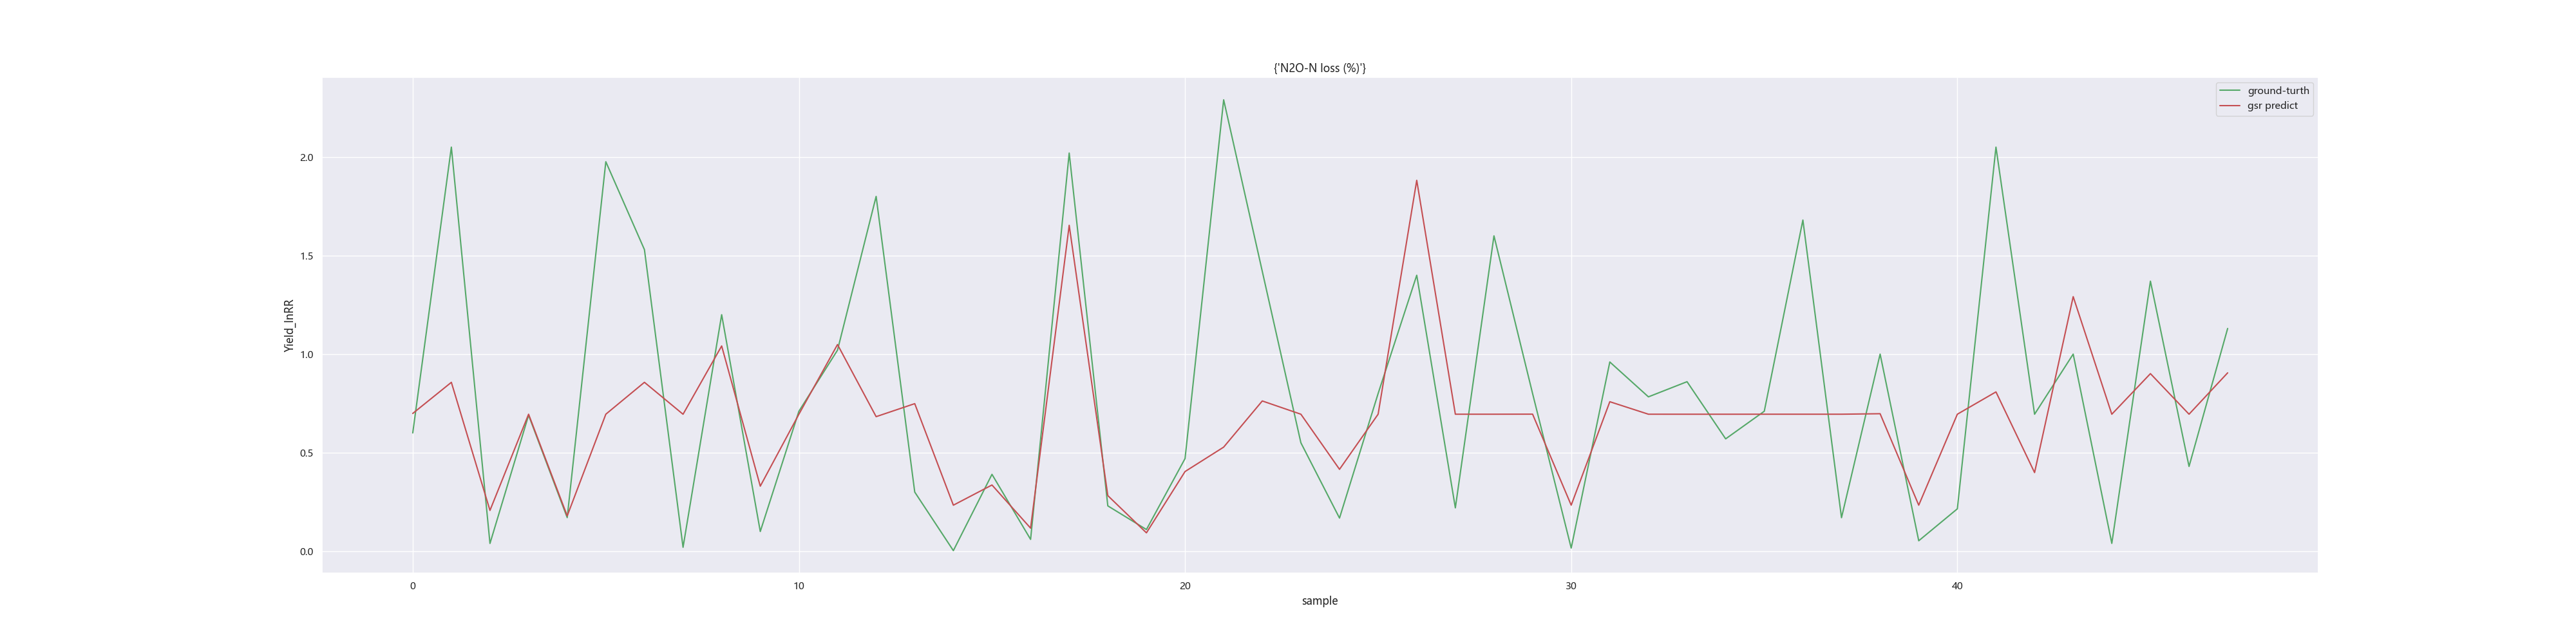 {'N2O-N loss (%)'}
ground-turth
gsr predict
2.0
1.5
1.0
0.5
0.0
Yield_lnRR
0 10 20 30 40
sample